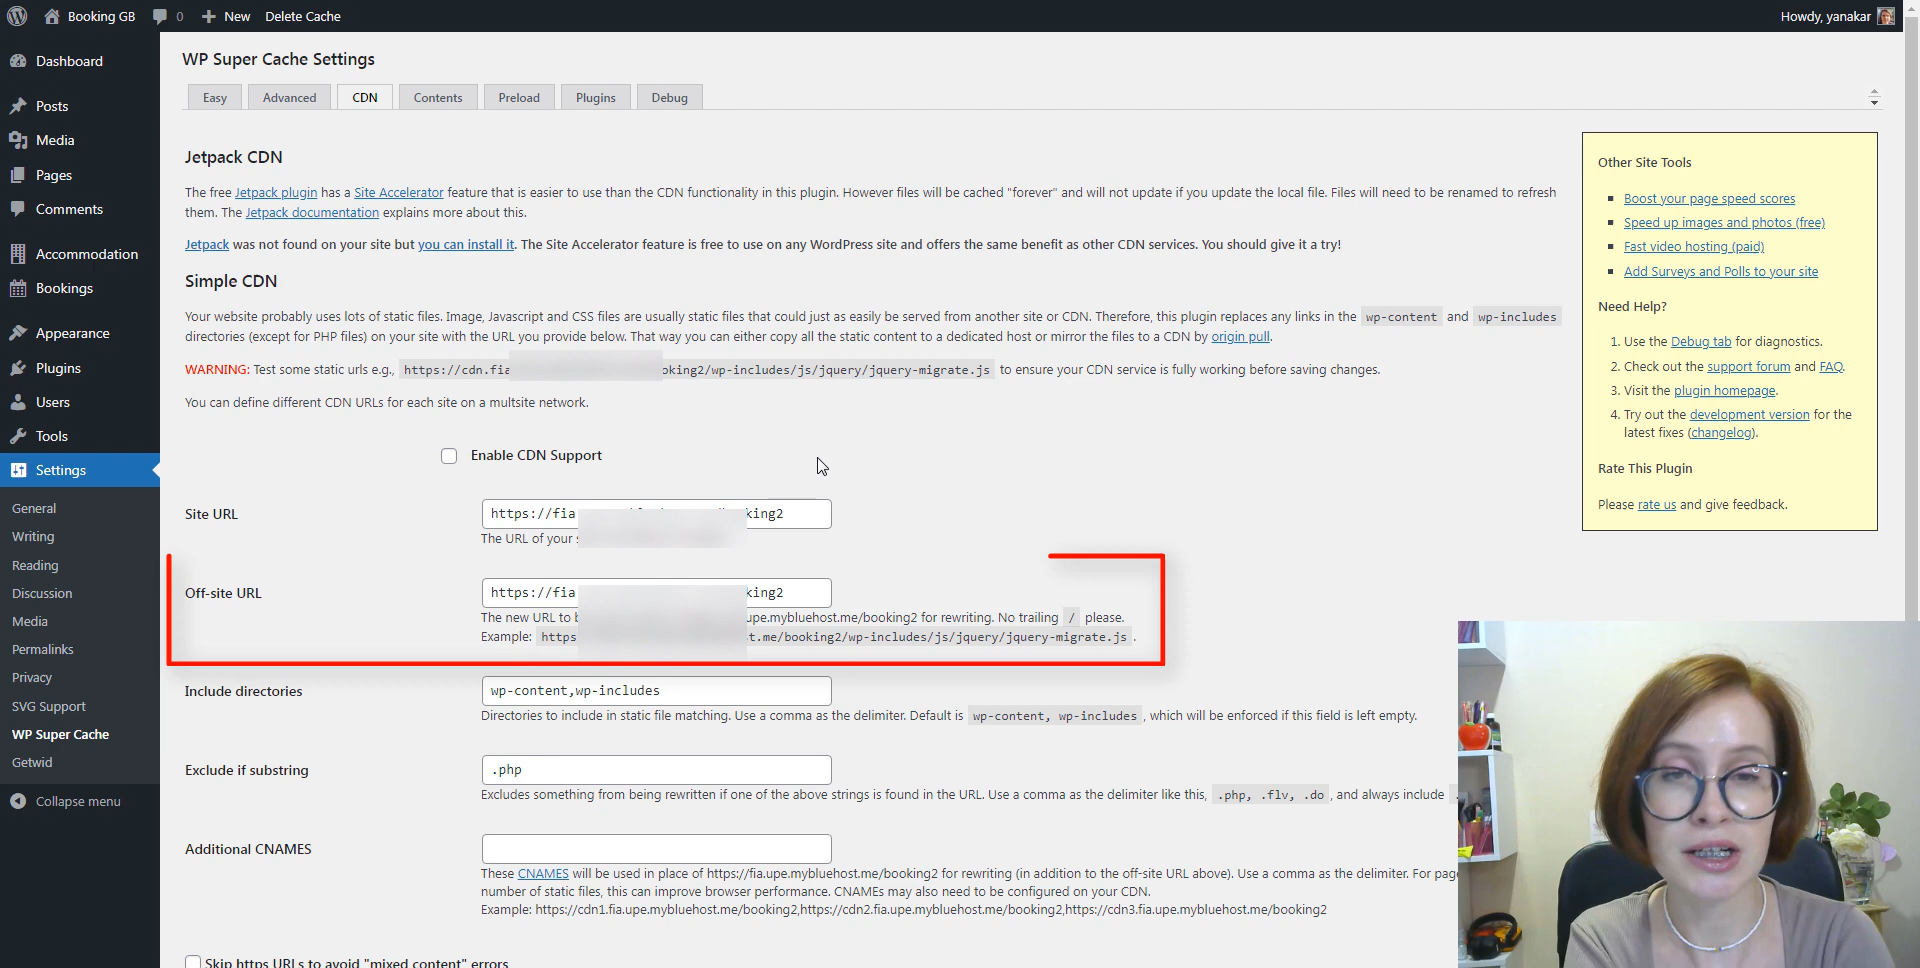 Booking GB
0
New
Delete Cache
Howdy, yanakar
Dashboard
Posts
Media
Pages
Comments
Accommodation
Bookings
Appearance
Plugins
Users
Tools
Settings
General
Writing
Reading
Discussion
Media
Permalinks
Privacy
SVG Support
WP Super Cache
Getwid
Collapse menu
WP Super Cache Settings
Easy
Advanced
CDN
Contents
Preload
Plugins
Debug
Jetpack CDN
The free Jetpack plugin has a Site Accelerator feature that is easier to use than the CDN functionality in this plugin. However files will be cached "forever" and will not update if you update the local file. Files will need to be renamed to refresh
them. The Jetpack documentation explains more about this.
Jetpack was not found on your site but you can install it. The Site Accelerator feature is free to use on any WordPress site and offers the same benefit as other CDN services. You should give it a try!
Simple CDN
Your website probably uses lots of static files. Image, Javascript and CSS files are usually static files that could just as easily be served from another site or CDN. Therefore, this plugin replaces any links in the wp-content and wp-includes
directories (except for PHP files) on your site with the URL you provide below. That way you can either copy all the static content to a dedicated host or mirror the files to a CDN by origin pull.
WARNING: Test some static urls e.g., https://cdn.fia oking2/wp-includes/js/jquery/jquery-migrate.js to ensure your CDN service is fully working before saving changes.
You can define different CDN URLs for each site on a multsite network.
Enable CDN Support
Site URL
https://fia king2
The URL of your
Off-site URL
https://fia king2
The new URL to upe.mybluehost.me/booking2 for rewriting. No trailing / please.
Example: https t.me/booking2/wp-includes/js/jquery/jquery-migrate.js .
Include directories
wp-content,wp-includes
Directories to include in static file matching. Use a comma as the delimiter. Default is wp-content, wp-includes , which will be enforced if this field is left empty.
Exclude if substring
.php
Excludes something from being rewritten if one of the above strings is found in the URL. Use a comma as the delimiter like this, .php, .flv, .do , and always include .
Additional CNAMES
These CNAMES will be used in place of https://fia.upe.mybluehost.me/booking2 for rewriting (in addition to the off-site URL above). Use a comma as the delimiter. For pag
number of static files, this can improve browser performance. CNAMEs may also need to be configured on your CDN.
Example: https://cdn1.fia.upe.mybluehost.me/booking2,https://cdn2.fia.upe.mybluehost.me/booking2,https://cdn3.fia.upe.mybluehost.me/booking2
Skip https URLs to avoid "mixed content" errors
Other Site Tools
Boost your page speed scores
Speed up images and photos (free)
Fast video hosting (paid)
Add Surveys and Polls to your site
Need Help?
1. Use the Debug tab for diagnostics.
2. Check out the support forum and FAQ.
3. Visit the plugin homepage.
4. Try out the development version for the
latest fixes (changelog).
Rate This Plugin
Please rate us and give feedback.